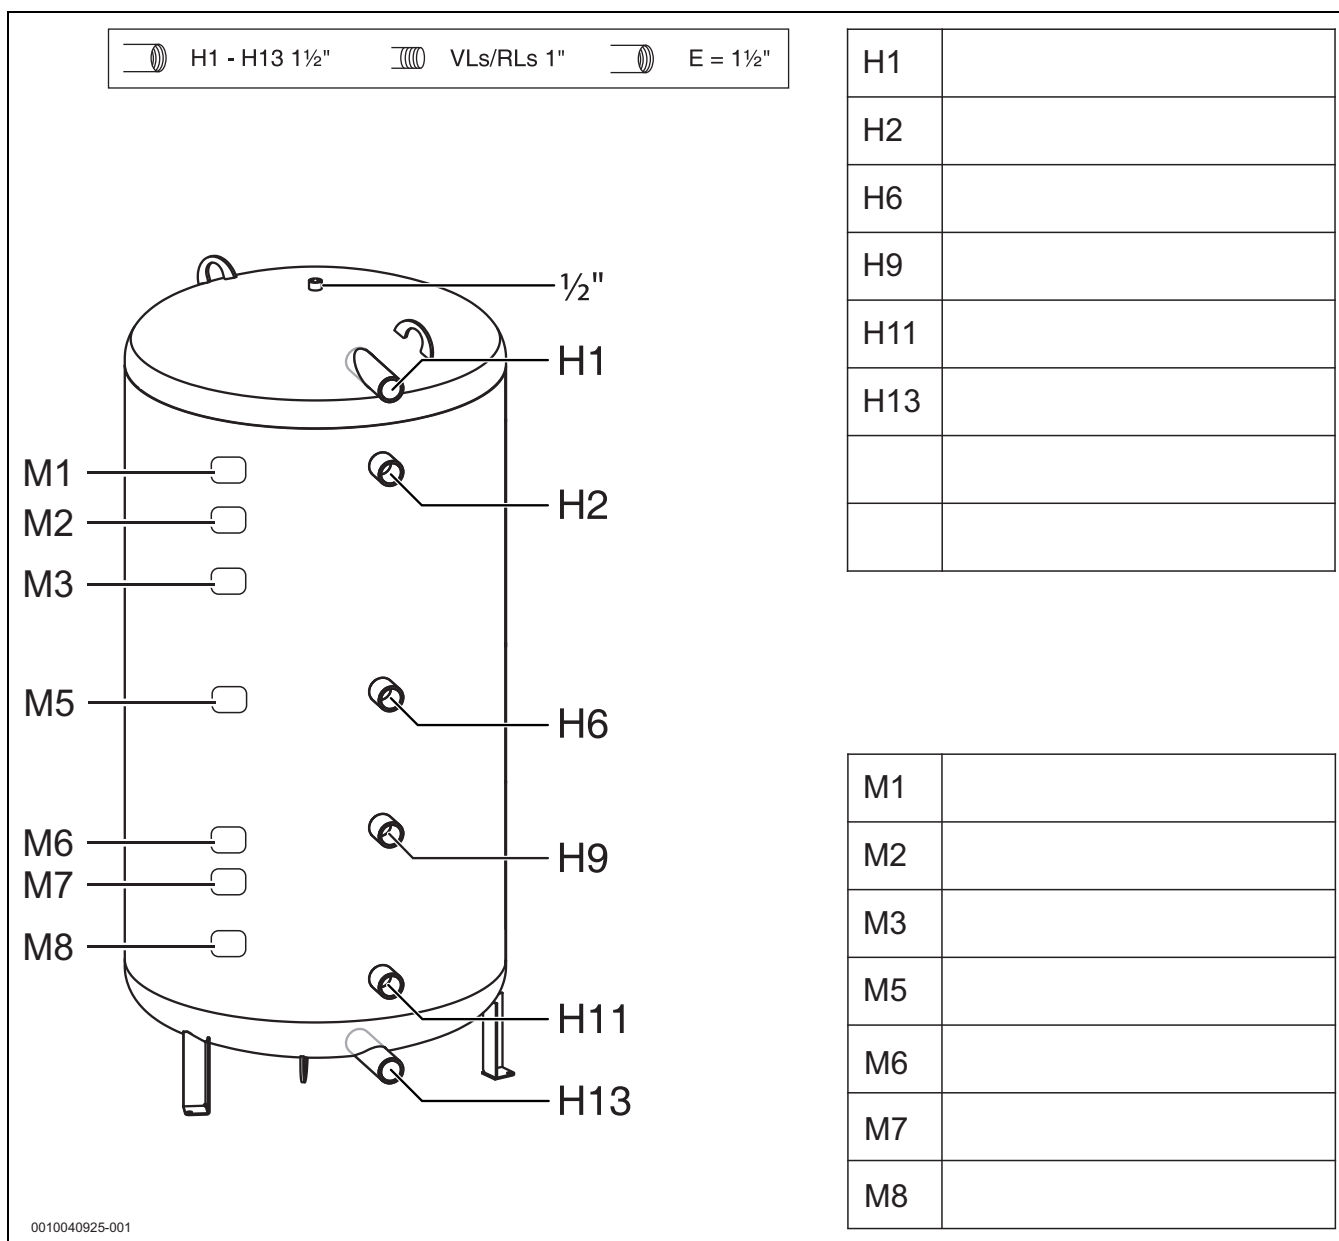 H1 - H13 1½" VLs/RLs 1" E = 1½"
½"
H1
H2
H6
H9
H11
H13
M1
M2
M3
M5
M6
M7
M8
H1
H2
H6
H9
H11
H13
M1
M2
M3
M5
M6
M7
M8
0010040925-001